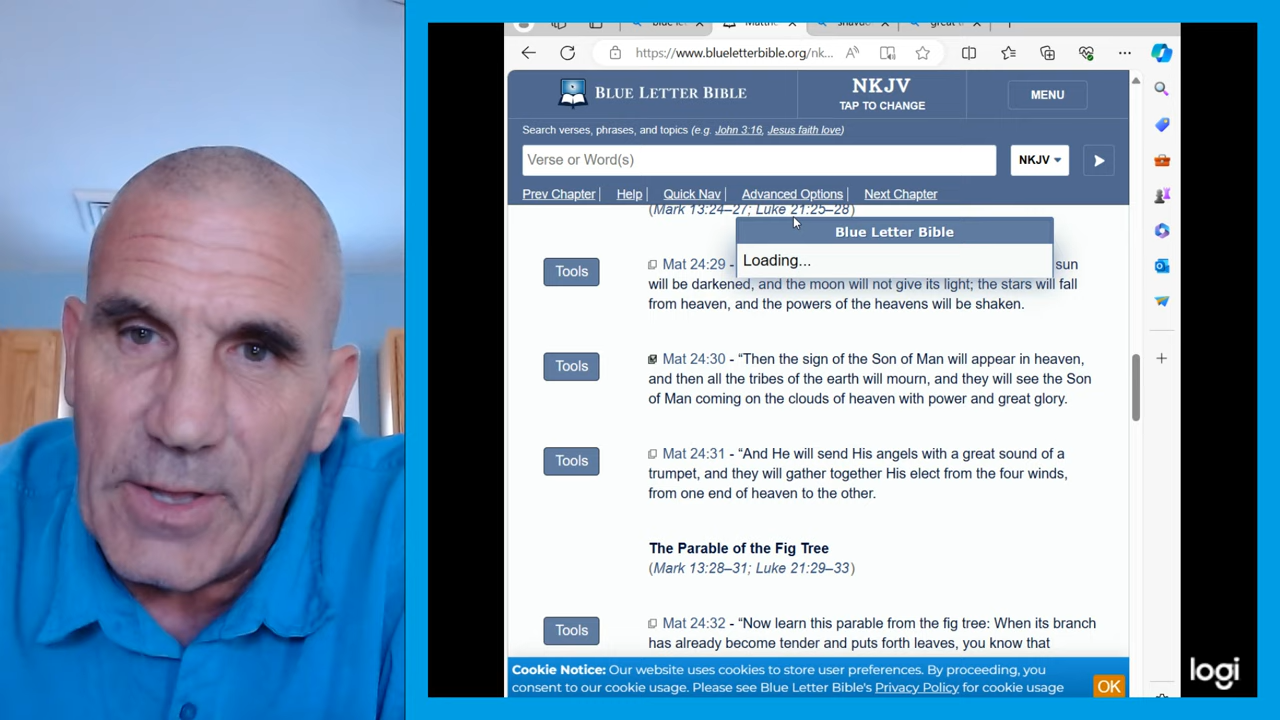 https://www.blueletterbible.org/nk...
BLUE LETTER BIBLE
NKJV
TAP TO CHANGE
MENU
Search verses, phrases, and topics (e.g. John 3:16, Jesus faith love)
Verse or Word(s)
NKJV
Prev Chapter | Help | Quick Nav | Advanced Options | Next Chapter
(Mark 13:24–27; Luke 21:25–28)
Blue Letter Bible
Loading...
Tools
Mat 24:29 - sun
will be darkened, and the moon will not give its light; the stars will fall
from heaven, and the powers of the heavens will be shaken.
Tools
Mat 24:30 - “Then the sign of the Son of Man will appear in heaven,
and then all the tribes of the earth will mourn, and they will see the Son
of Man coming on the clouds of heaven with power and great glory.
Tools
Mat 24:31 - “And He will send His angels with a great sound of a
trumpet, and they will gather together His elect from the four winds,
from one end of heaven to the other.
The Parable of the Fig Tree
(Mark 13:28–31; Luke 21:29–33)
Tools
Mat 24:32 - “Now learn this parable from the fig tree: When its branch
has already become tender and puts forth leaves, you know that
Cookie Notice: Our website uses cookies to store user preferences. By proceeding, you
consent to our cookie usage. Please see Blue Letter Bible's Privacy Policy for cookie usage
OK
logi